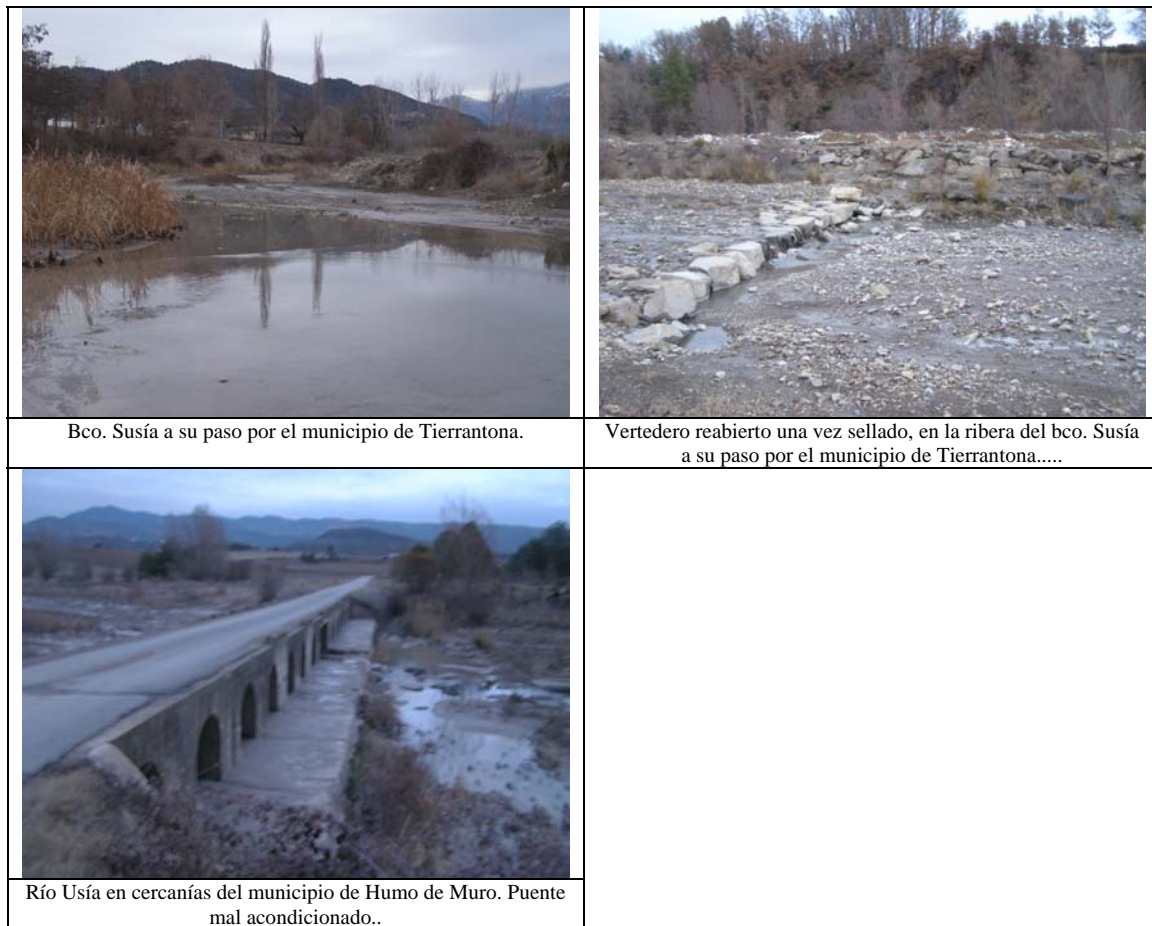 Bco. Susía a su paso por el municipio de Tierrantona.
Vertedero reabierto una vez sellado, en la ribera del bco. Susía
a su paso por el municipio de Tierrantona.....
Río Usía en cercanías del municipio de Humo de Muro. Puente
mal acondicionado..